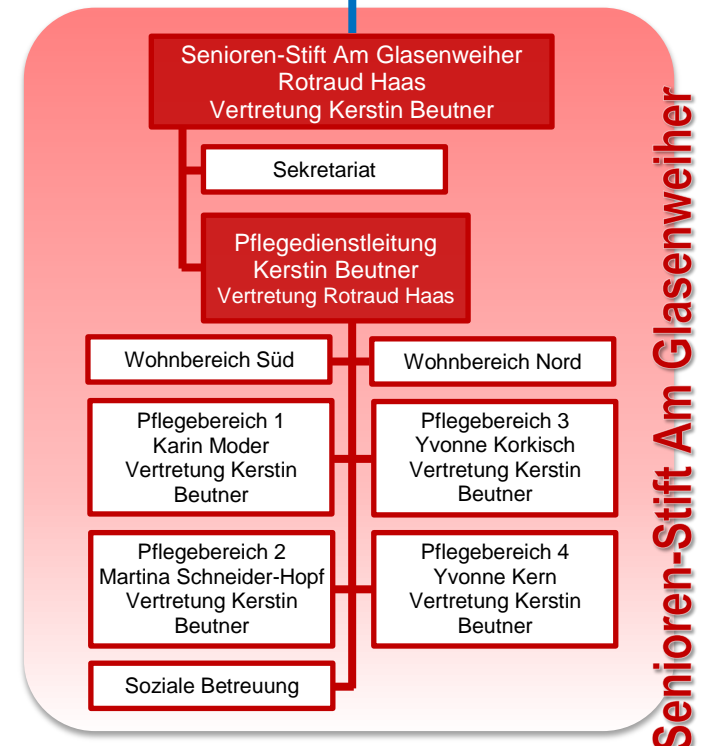 Senioren-Stift Am Glasenweiher
Rotraud Haas
Vertretung Kerstin Beutner
Sekretariat
Pflegedienstleitung
Kerstin Beutner
Vertretung Rotraud Haas
Wohnbereich Süd
Wohnbereich Nord
Pflegebereich 1
Karin Moder
Vertretung Kerstin
Beutner
Pflegebereich 3
Yvonne Korkisch
Vertretung Kerstin
Beutner
Pflegebereich 2
Martina Schneider-Hopf
Vertretung Kerstin
Beutner
Pflegebereich 4
Yvonne Kern
Vertretung Kerstin
Beutner
Soziale Betreuung
Senioren-Stift Am Glasenweiher